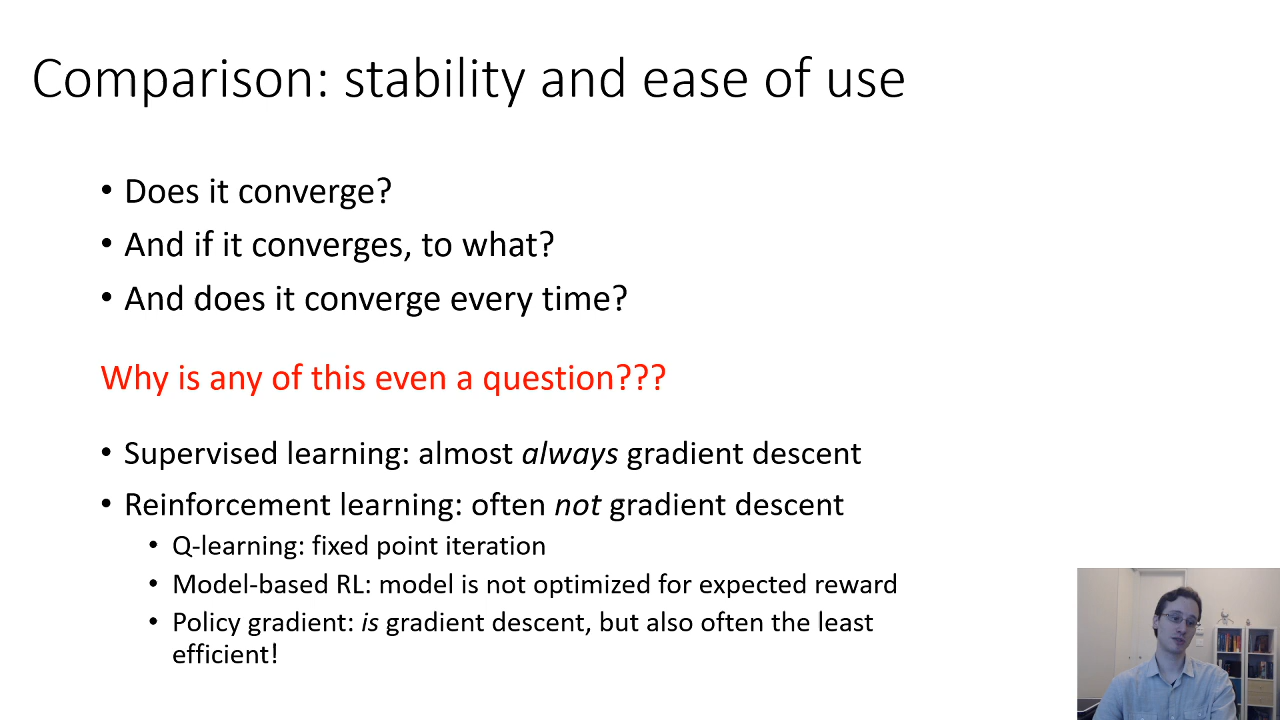 Comparison: stability and ease of use
• Does it converge?
• And if it converges, to what?
• And does it converge every time?
Why is any of this even a question???
• Supervised learning: almost always gradient descent
• Reinforcement learning: often not gradient descent
• Q-learning: fixed point iteration
• Model-based RL: model is not optimized for expected reward
• Policy gradient: is gradient descent, but also often the least
efficient!